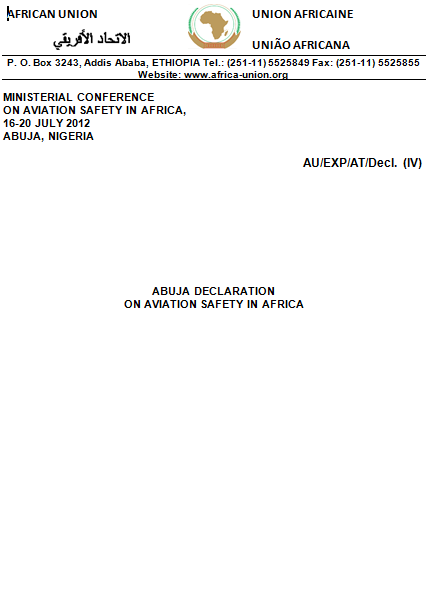 AFRICAN UNION
UNION AFRICAINE
الاتحاد الأفريقي
UNIÃO AFRICANA
P. O. Box 3243, Addis Ababa, ETHIOPIA Tel.: (251-11) 5525849 Fax: (251-11) 5525855
Website: www.africa-union.org
MINISTERIAL CONFERENCE
ON AVIATION SAFETY IN AFRICA,
16-20 JULY 2012
ABUJA, NIGERIA
AU/EXP/AT/Decl. (IV)
ABUJA DECLARATION
ON AVIATION SAFETY IN AFRICA